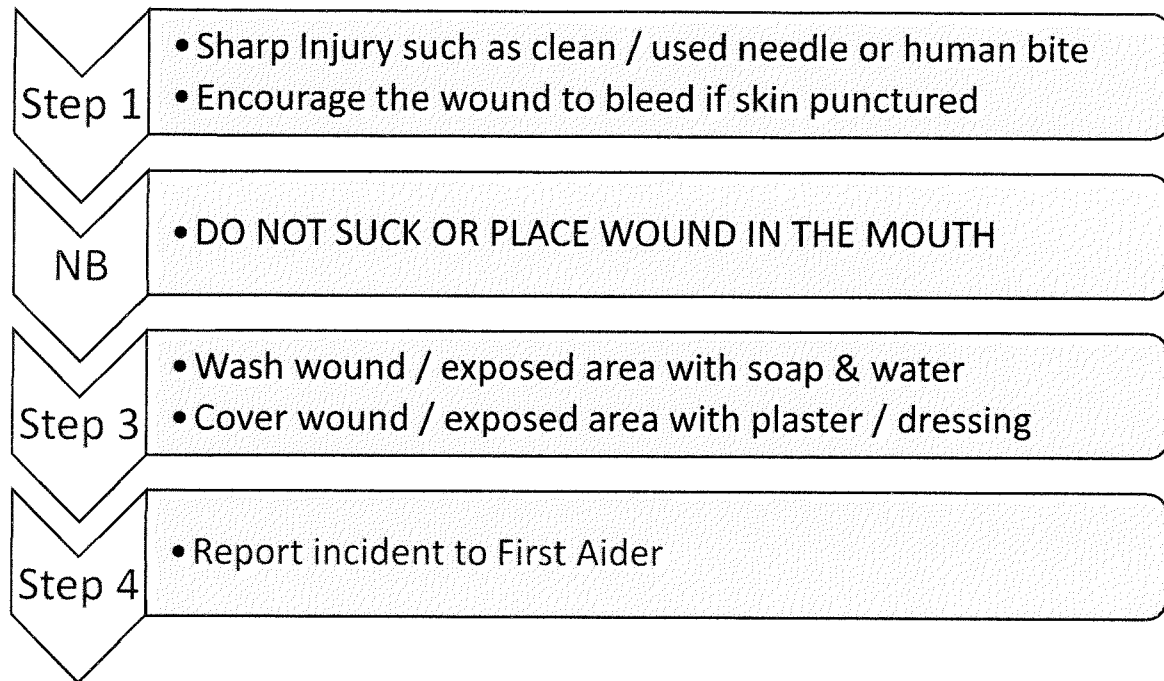 Step 1
• Sharp Injury such as clean / used needle or human bite
• Encourage the wound to bleed if skin punctured
NB
• DO NOT SUCK OR PLACE WOUND IN THE MOUTH
Step 3
• Wash wound / exposed area with soap & water
• Cover wound / exposed area with plaster / dressing
Step 4
• Report incident to First Aider